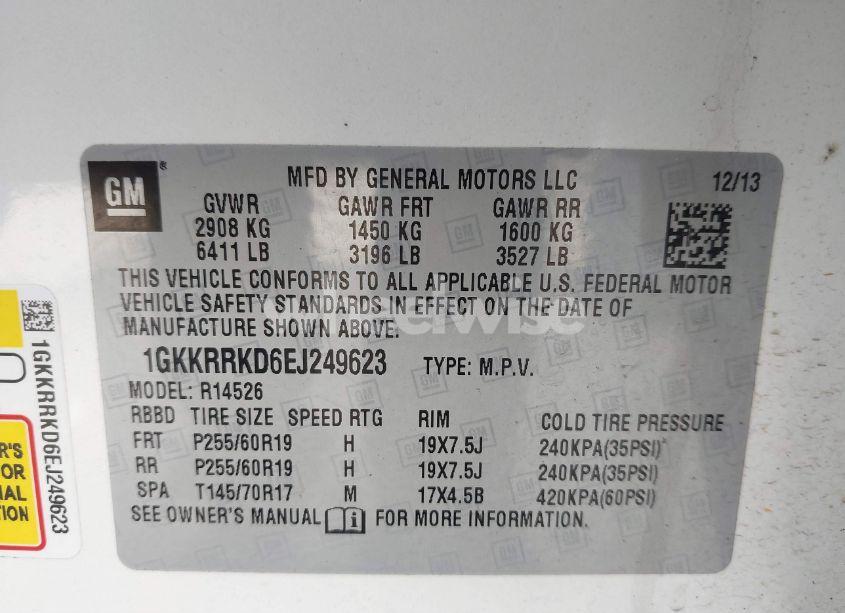 GM
MFD BY GENERAL MOTORS LLC 12/13
GVWR GAWR FRT GAWR RR
2908 KG 1450 KG 1600 KG
6411 LB 3196 LB 3527 LB
THIS VEHICLE CONFORMS TO ALL APPLICABLE U.S. FEDERAL MOTOR
VEHICLE SAFETY STANDARDS IN EFFECT ON THE DATE OF
MANUFACTURE SHOWN ABOVE.
1GKKRRKD6EJ249623 TYPE: M.P.V.
MODEL: R14526
RBBD TIRE SIZE SPEED RTG RIM COLD TIRE PRESSURE
FRT P255/60R19 H 19X7.5J 240KPA(35PSI)
RR P255/60R19 H 19X7.5J 240KPA(35PSI)
SPA T145/70R17 M 17X4.5B 420KPA(60PSI)
SEE OWNER'S MANUAL FOR MORE INFORMATION.
1GKKRRKD6EJ249623
ER'S
OR
IAL
TION